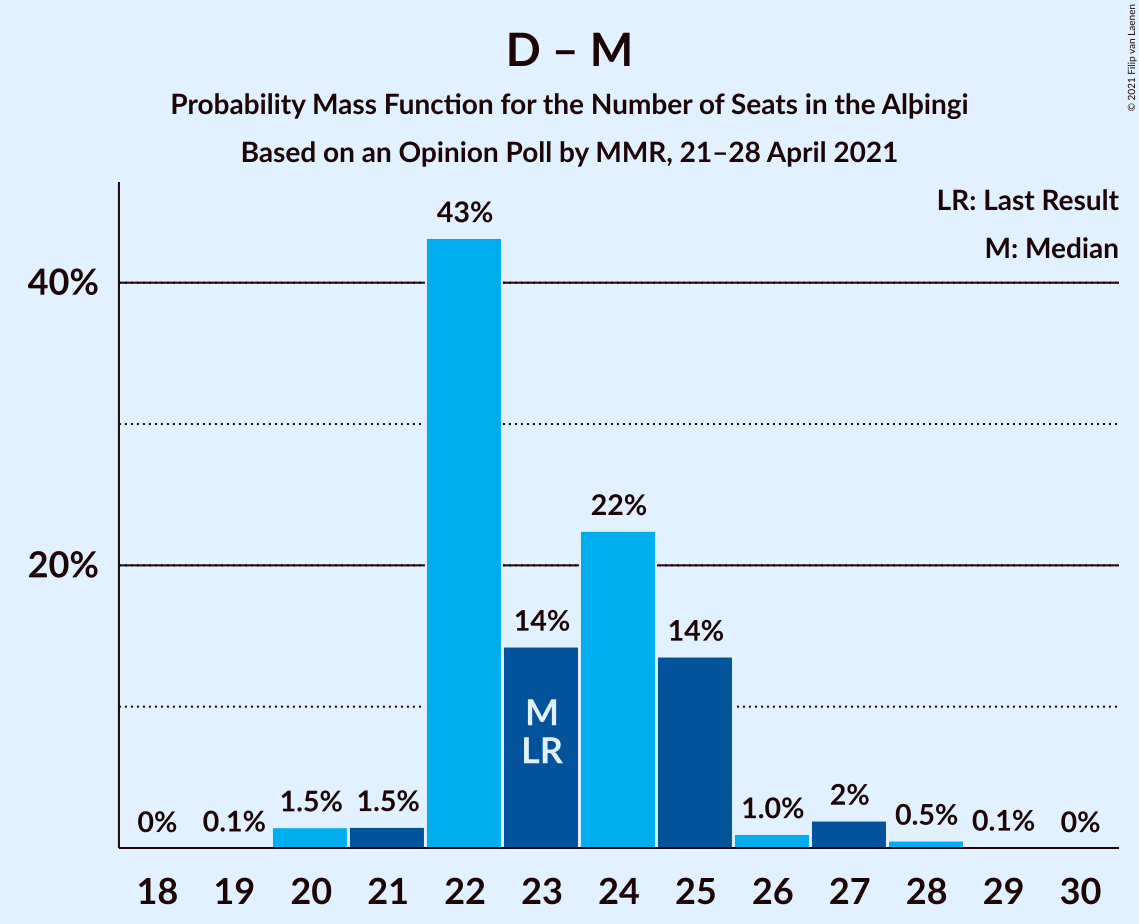 D – M
Probability Mass Function for the Number of Seats in the Alþingi
Based on an Opinion Poll by MMR, 21–28 April 2021
© 2021 Filip van Laenen
LR: Last Result
M: Median
43%
40%
22%
20%
14%
14%
M
LR
1.5%
1.5%
2%
0%
0.1%
1.0%
0.5%
0.1%
0%
18 19 20 21 22 23 24 25 26 27 28 29 30